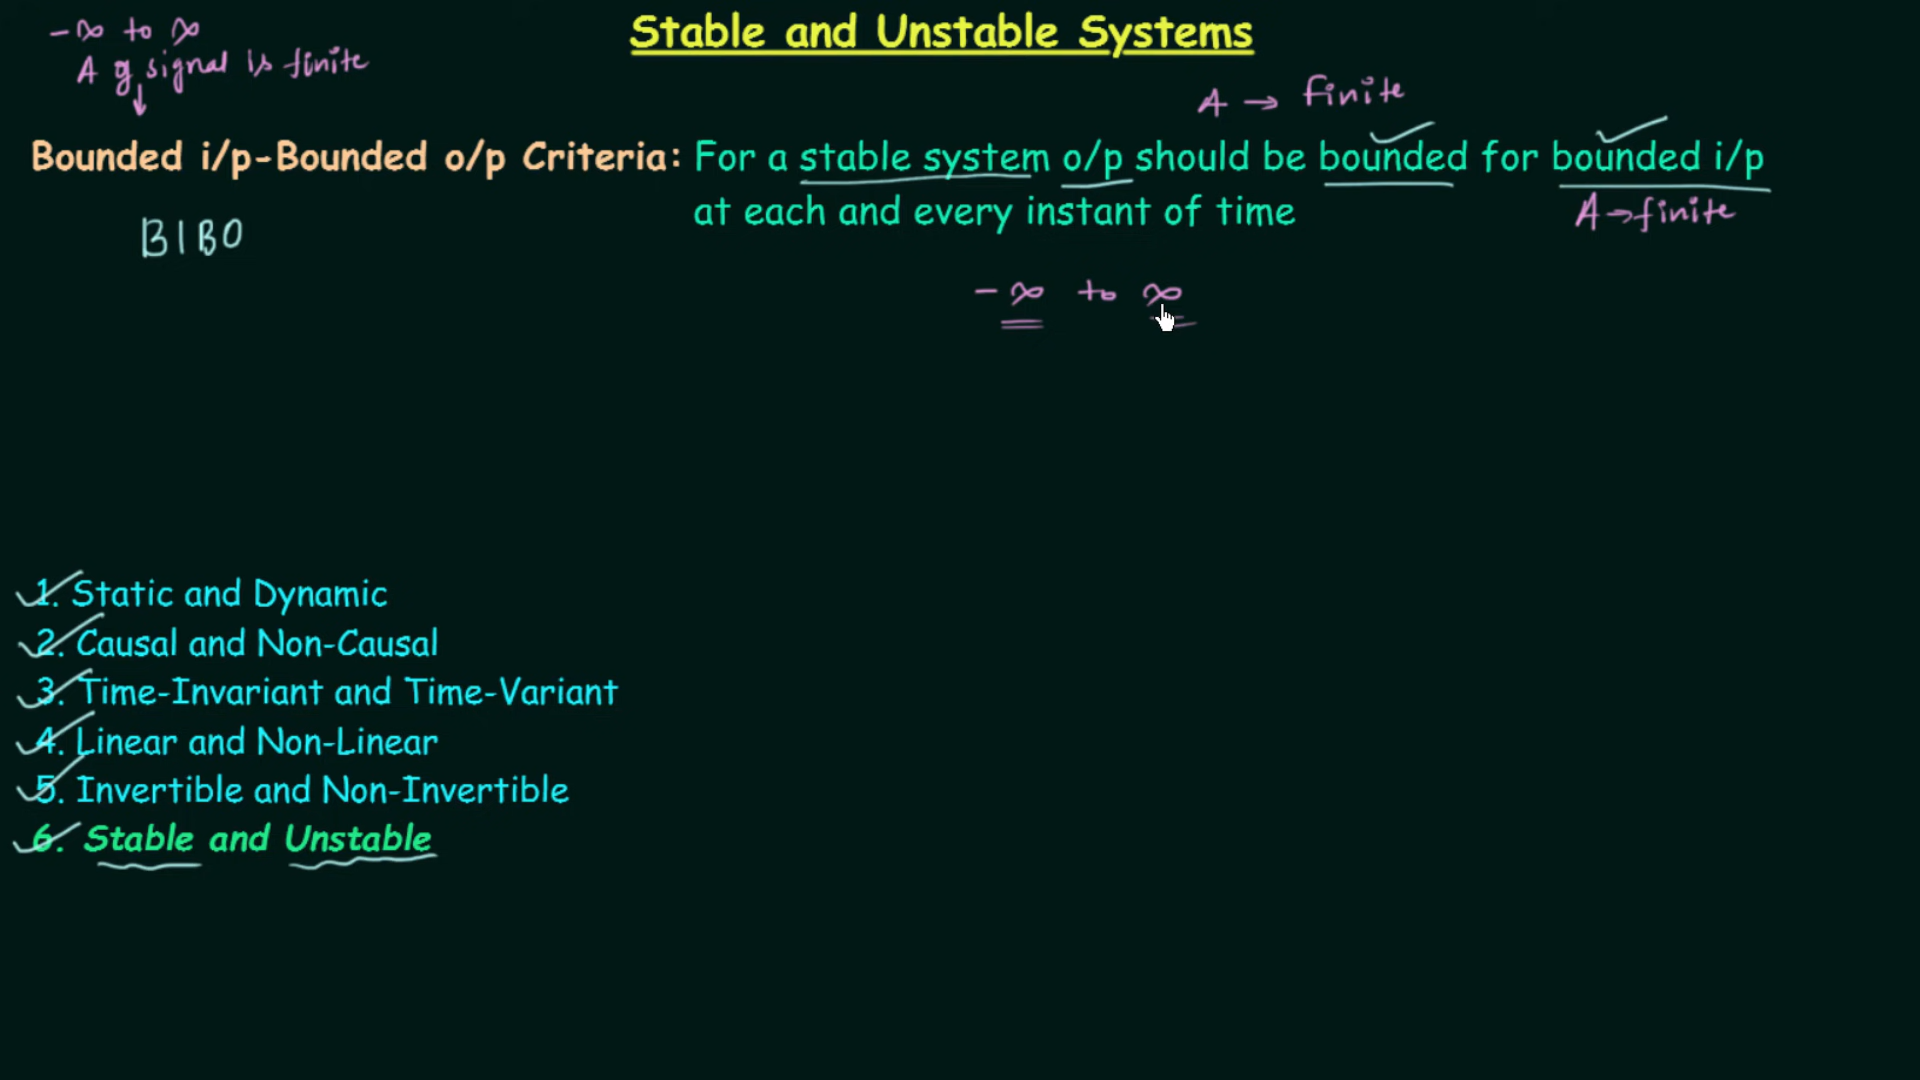 -∞ to ∞
Stable and Unstable Systems
A of signal is finite
A → finite
Bounded i/p-Bounded o/p Criteria: For a stable system o/p should be bounded for bounded i/p
at each and every instant of time
A→finite
BIBO
-∞ to ∞
1. Static and Dynamic
2. Causal and Non-Causal
3. Time-Invariant and Time-Variant
4. Linear and Non-Linear
5. Invertible and Non-Invertible
6. Stable and Unstable